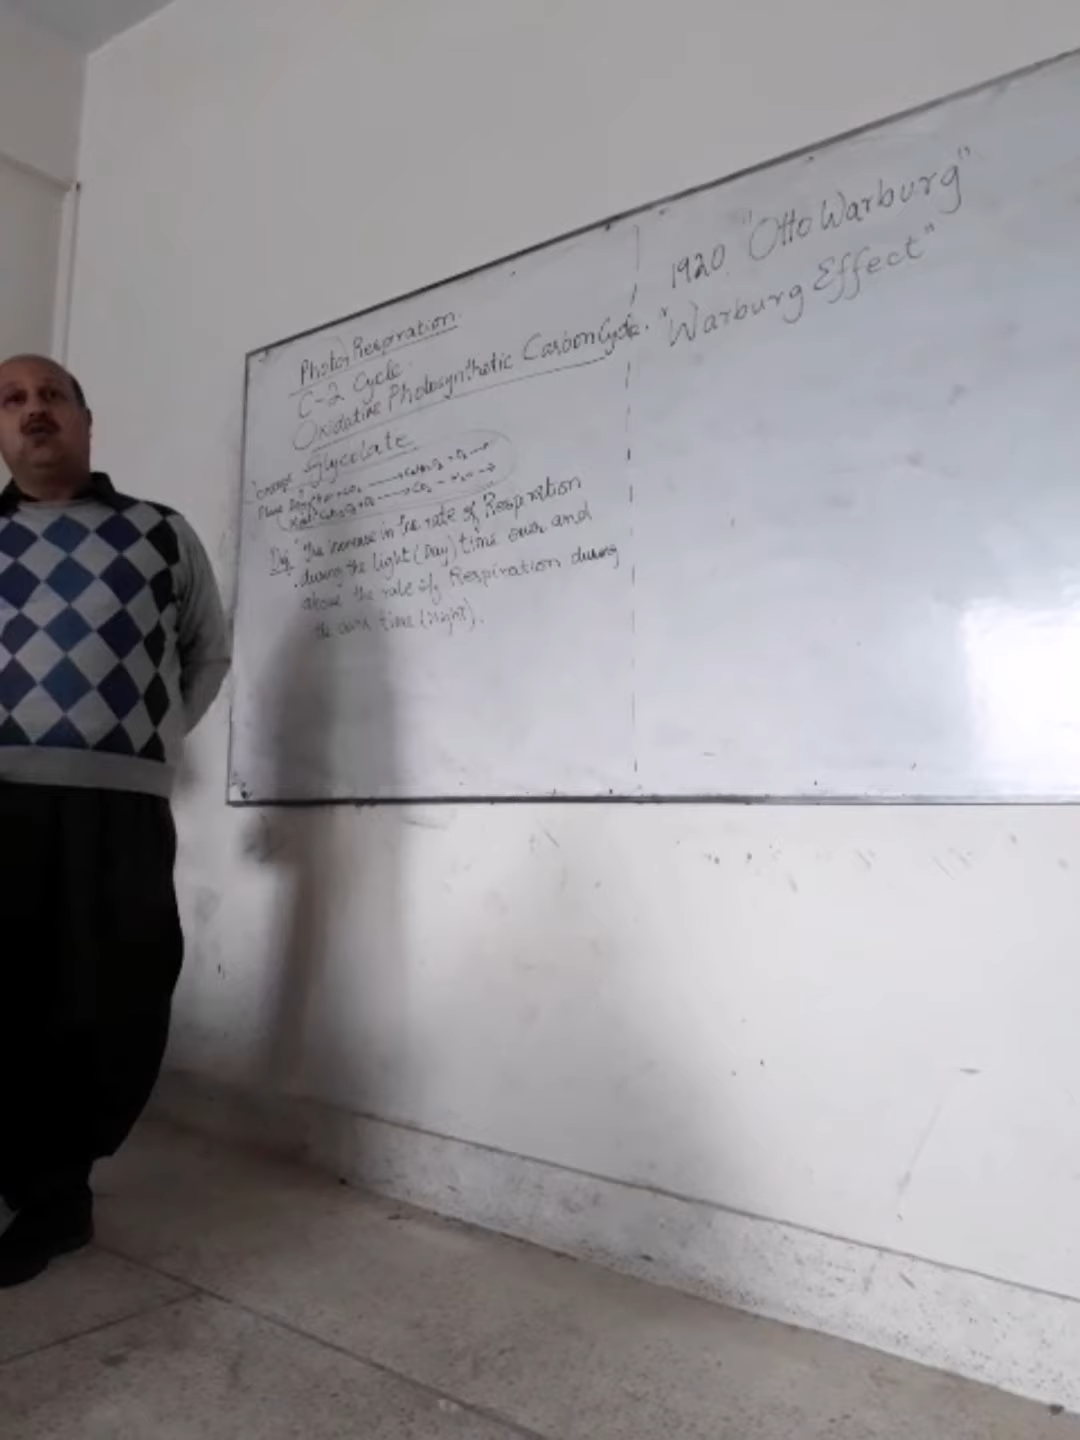 Photo Respiration.
C-2 Cycle.
Oxidative Photosynthetic Carbon Cycle.
Glycolate
Def: "The increase in the rate of Respiration
during the light (Day) time over and
above the rate of Respiration during
the dark time (Night).
1920 "Otto Warburg"
"Warburg Effect"